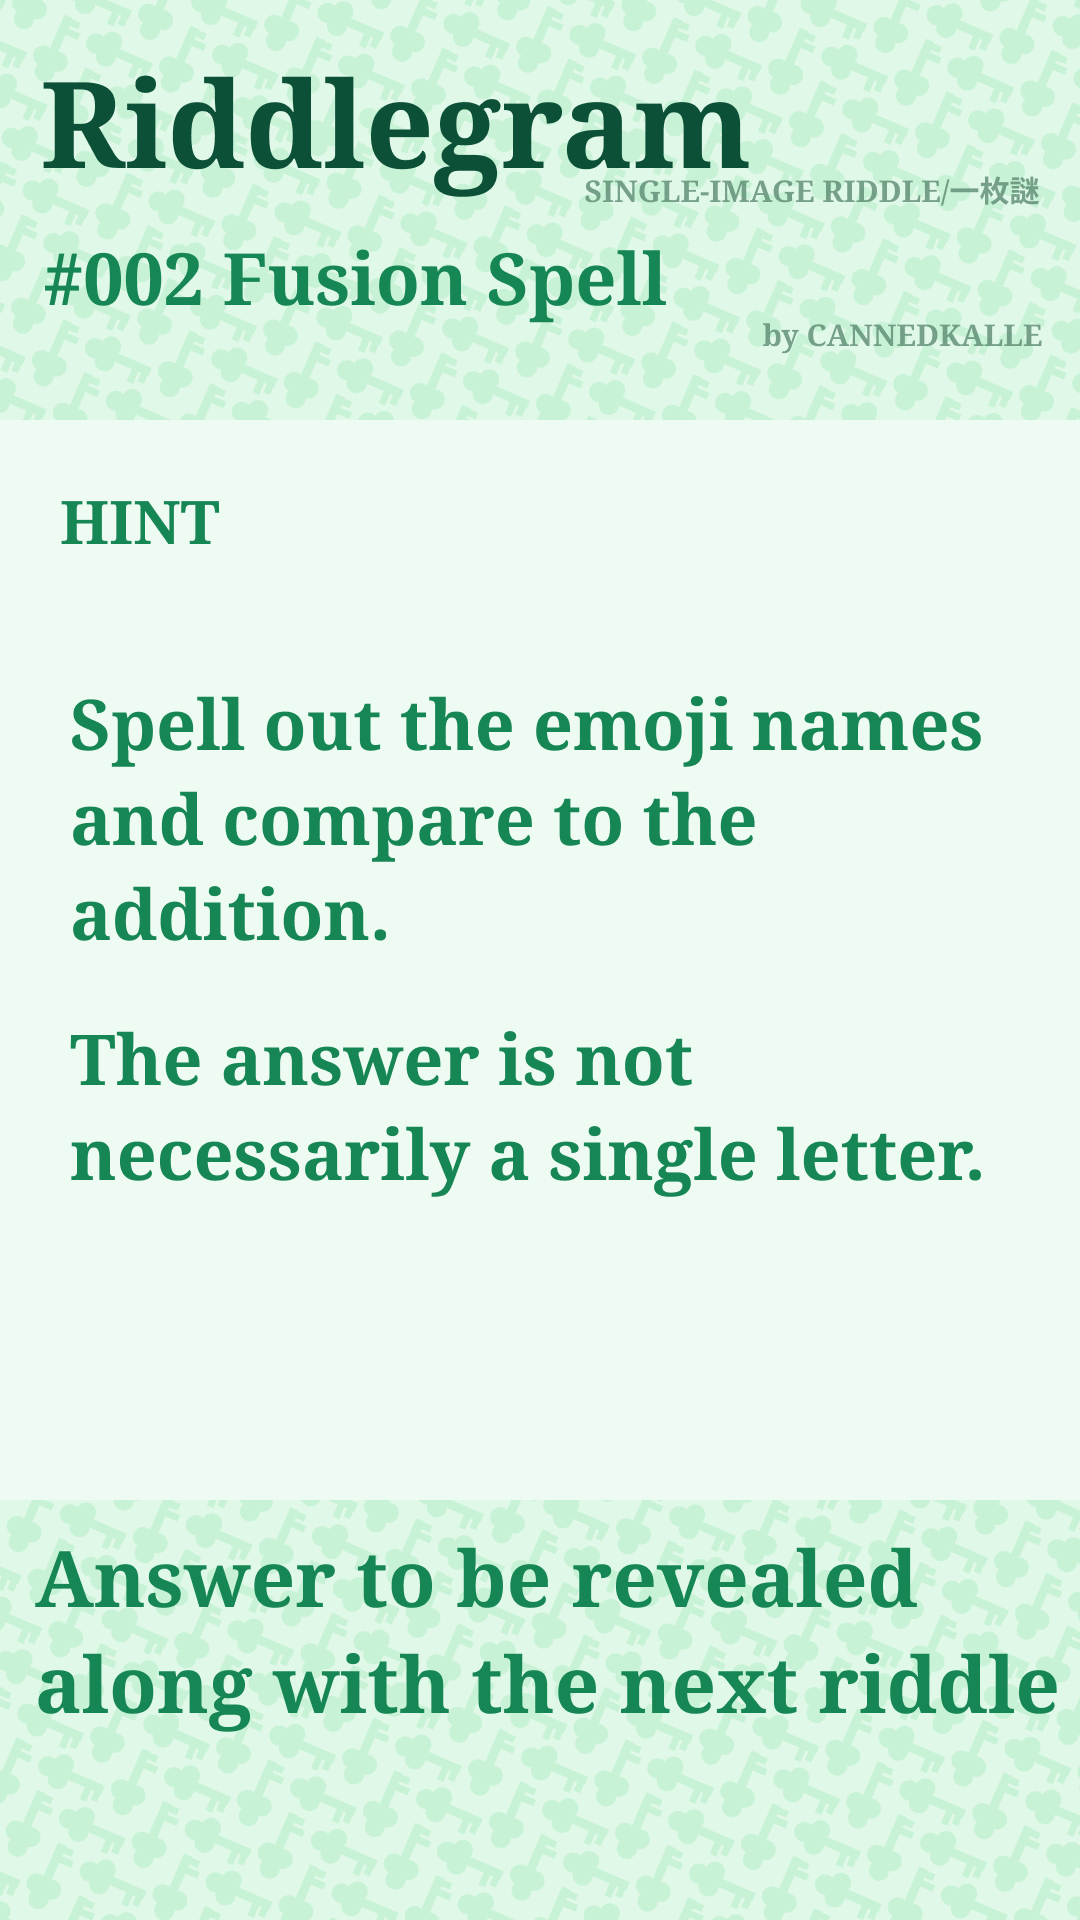 Riddlegram
SINGLE-IMAGE RIDDLE/一枚謎
#002 Fusion Spell
by CANNEDKALLE
HINT
Spell out the emoji names
and compare to the
addition.
The answer is not
necessarily a single letter.
Answer to be revealed
along with the next riddle